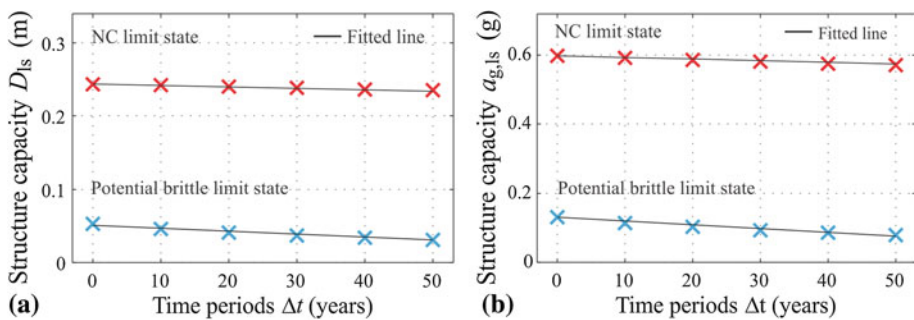 Structure capacity D_ls (m)
0.3
0.2
0.1
0
NC limit state
Fitted line
Potential brittle limit state
0 10 20 30 40 50
(a) Time periods Δt (years)
Structure capacity a_g,ls (g)
0.6
0.4
0.2
0
NC limit state
Fitted line
Potential brittle limit state
0 10 20 30 40 50
(b) Time periods Δt (years)